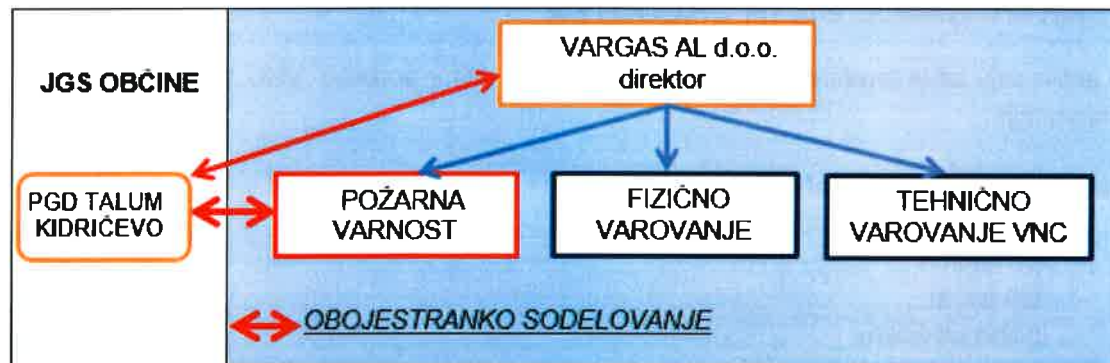 JGS OBČINE
VARGAS AL d.o.o.
direktor
PGD TALUM
KIDRIČEVO
POŽARNA
VARNOST
FIZIČNO
VAROVANJE
TEHNIČNO
VAROVANJE VNC
OBOJESTRANKO SODELOVANJE